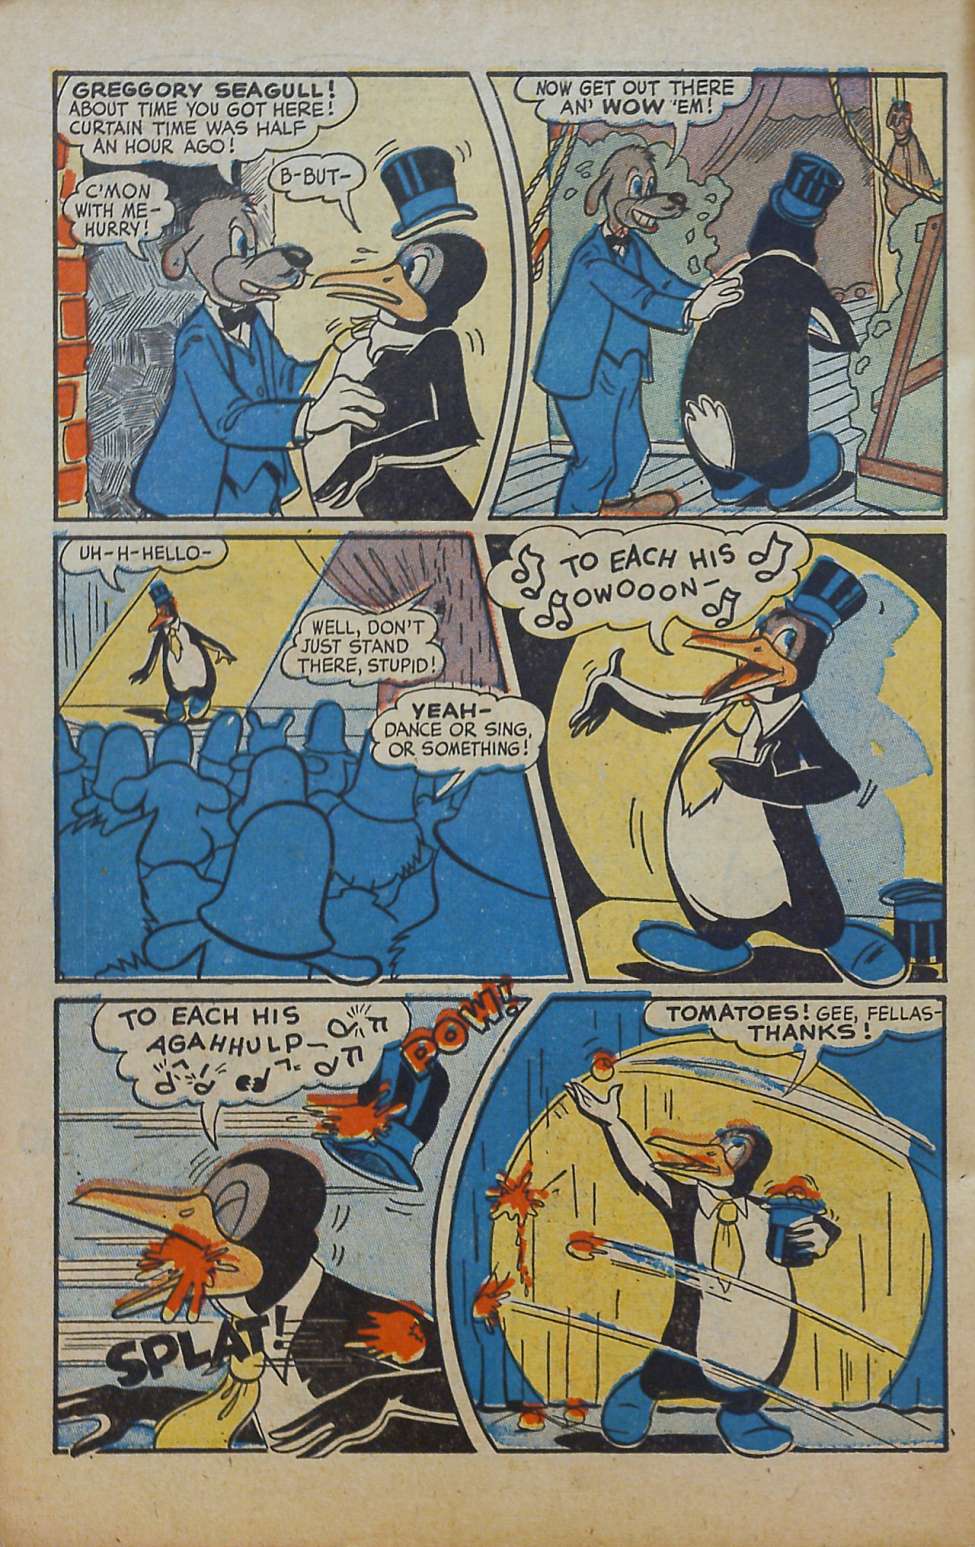 GREGGORY SEAGULL!
ABOUT TIME YOU GOT HERE!
CURTAIN TIME WAS HALF
AN HOUR AGO!
C'MON
WITH ME-
HURRY!
B-BUT-
NOW GET OUT THERE
AN' WOW 'EM!
UH-H-HELLO-
WELL, DON'T
JUST STAND
THERE, STUPID!
YEAH-
DANCE OR SING,
OR SOMETHING!
TO EACH HIS
OWOOON-
TO EACH HIS
AGAHHULP-
POW!!
SPLAT!
TOMATOES! GEE, FELLAS-
THANKS!